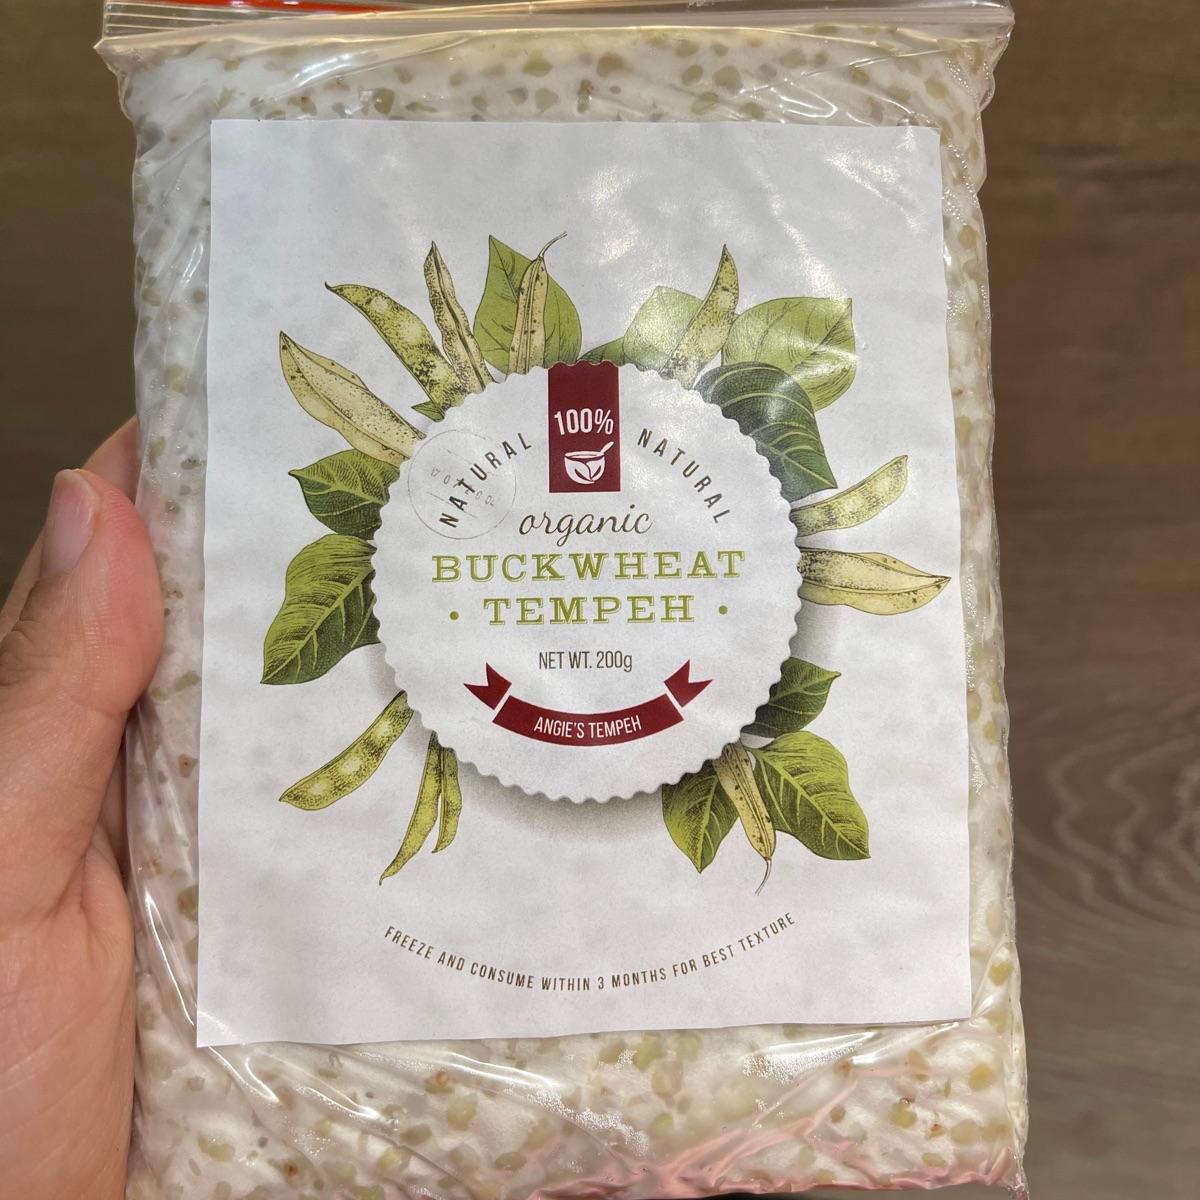 100%
NATURAL NATURAL
organic
BUCKWHEAT
• TEMPEH •
NET WT. 200g
ANGIE'S TEMPEH
FREEZE AND CONSUME WITHIN 3 MONTHS FOR BEST TEXTURE